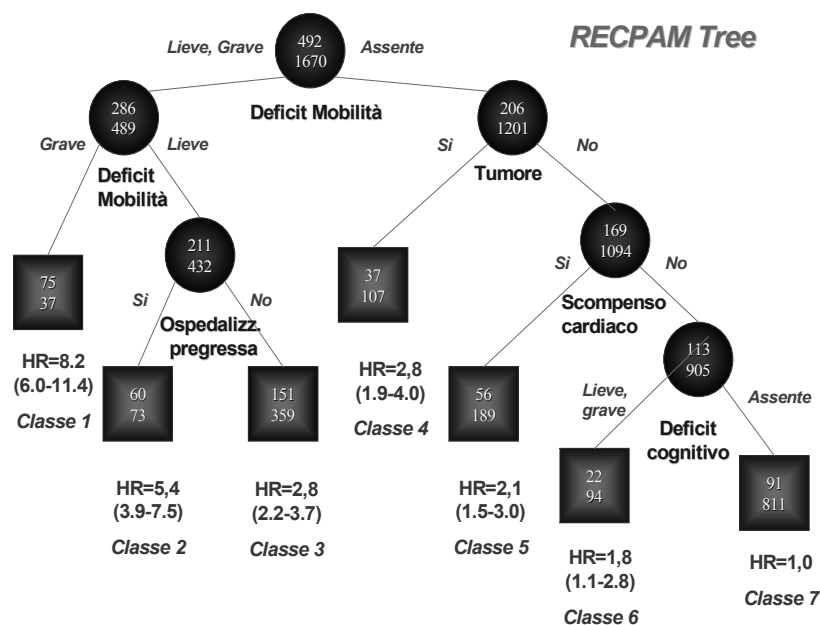 RECPAM Tree
Lieve, Grave
492
1670
Assente
Deficit Mobilità
286
489
206
1201
Grave
Lieve
Deficit
Mobilità
Sì
No
Tumore
211
432
169
1094
75
37
Sì
No
Ospedalizz.
pregressa
37
107
Sì
No
Scompenso
cardiaco
HR=8.2
(6.0-11.4)
Classe 1
60
73
151
359
HR=2,8
(1.9-4.0)
Classe 4
56
189
113
905
Lieve,
grave
Assente
Deficit
cognitivo
HR=5,4
(3.9-7.5)
Classe 2
HR=2,8
(2.2-3.7)
Classe 3
HR=2,1
(1.5-3.0)
Classe 5
22
94
91
811
HR=1,8
(1.1-2.8)
Classe 6
HR=1,0
Classe 7